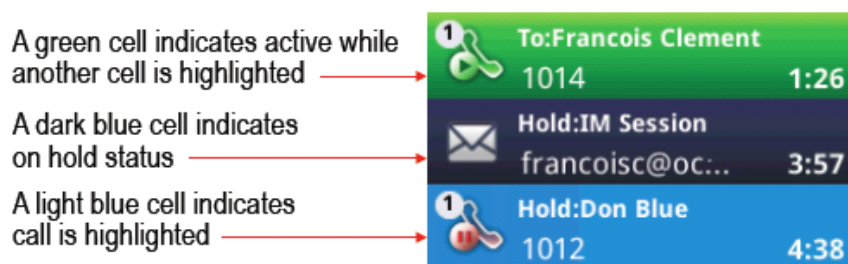 A green cell indicates active while
another cell is highlighted
A dark blue cell indicates
on hold status
A light blue cell indicates
call is highlighted
1
To:Francois Clement
1014 1:26
Hold:IM Session
francoisc@oc:.. 3:57
1
Hold:Don Blue
1012 4:38